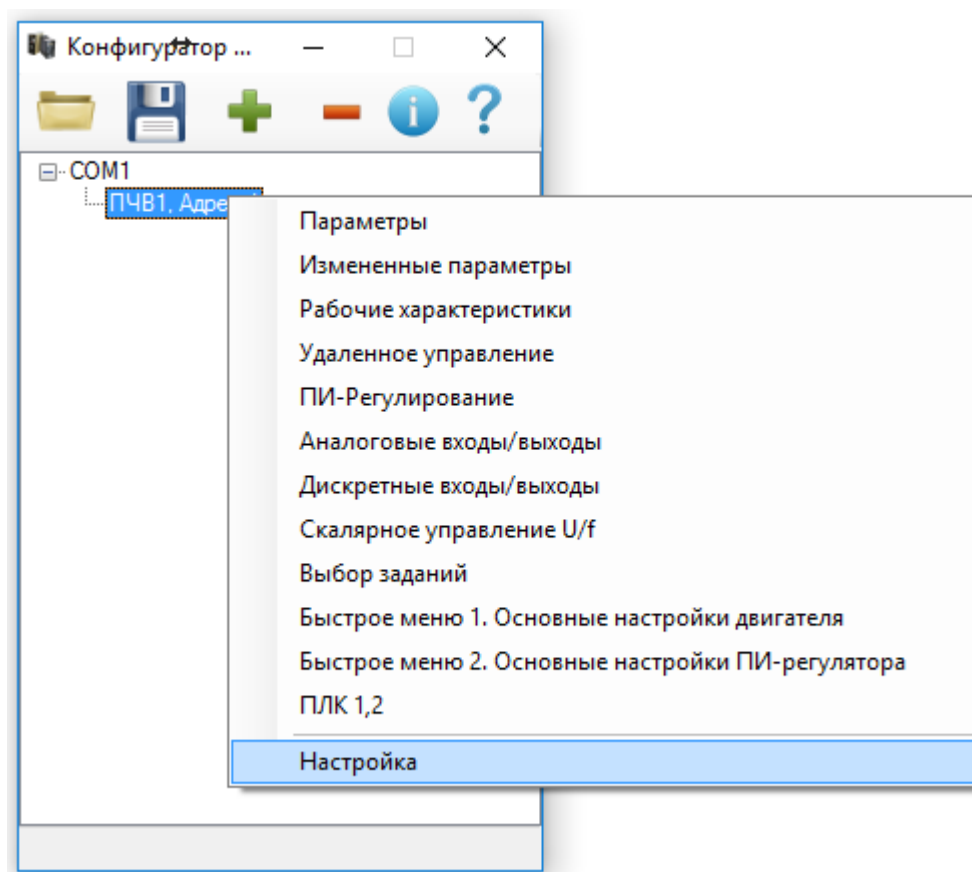 Конфигуратор ...
COM1
ПЧВ1, Адре
Параметры
Измененные параметры
Рабочие характеристики
Удаленное управление
ПИ-Регулирование
Аналоговые входы/выходы
Дискретные входы/выходы
Скалярное управление U/f
Выбор заданий
Быстрое меню 1. Основные настройки двигателя
Быстрое меню 2. Основные настройки ПИ-регулятора
ПЛК 1,2
Настройка